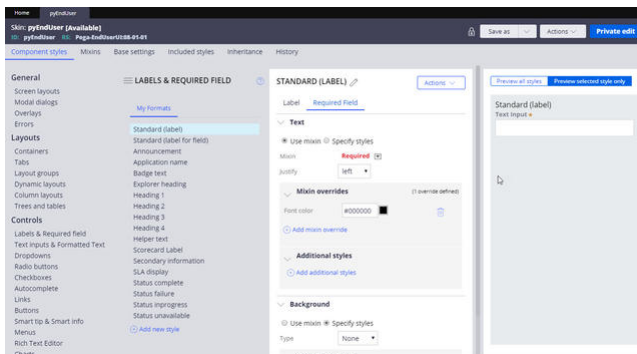 Home pyEndUser
Skin: pyEndUser [Available]
ID: pyEndUser RS: Pega-EndUserUI:08-01-01
Save as Actions Private edit
Component styles Mixins Base settings Included styles Inheritance History
General
Screen layouts
Modal dialogs
Overlays
Errors
Layouts
Containers
Tabs
Layout groups
Dynamic layouts
Column layouts
Trees and tables
Controls
Labels & Required field
Text inputs & Formatted Text
Dropdowns
Radio buttons
Checkboxes
Autocomplete
Links
Buttons
Smart tip & Smart info
Menus
Rich Text Editor
Charts
LABELS & REQUIRED FIELD
My Formats
Standard (label)
Standard (label for field)
Announcement
Application name
Badge text
Explorer heading
Heading 1
Heading 2
Heading 3
Heading 4
Helper text
Scorecard Label
Secondary information
SLA display
Status complete
Status failure
Status inprogress
Status unavailable
Add new style
STANDARD (LABEL)
Actions
Label Required Field
Text
Use mixin Specify styles
Mixin Required
Justify left
Mixin overrides (1 override defined)
Font color #000000
Add mixin override
Additional styles
Add additional styles
Background
Use mixin Specify styles
Type None
Preview all styles Preview selected style only
Standard (label)
Text Input